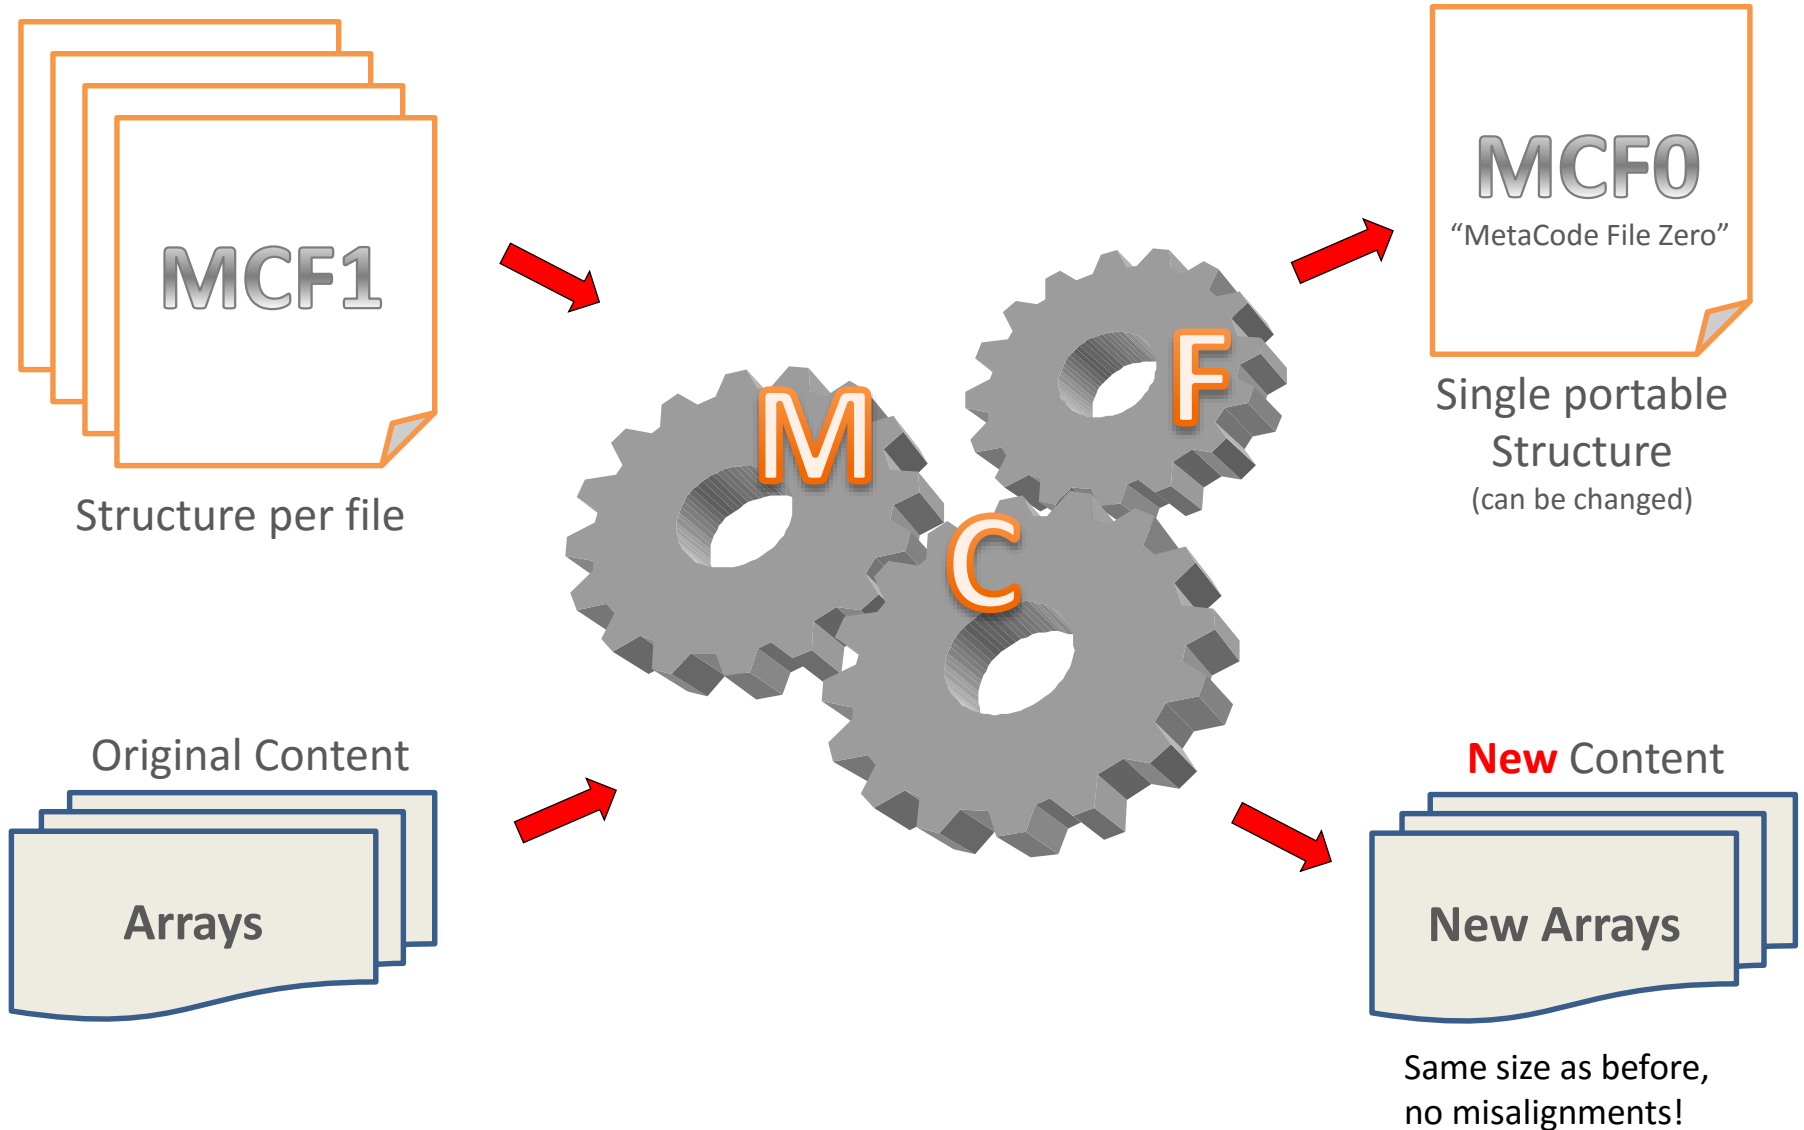 MCF1
Structure per file
M
C
F
MCF0
“MetaCode File Zero”
Single portable
Structure
(can be changed)
Original Content
Arrays
New Content
New Arrays
Same size as before,
no misalignments!